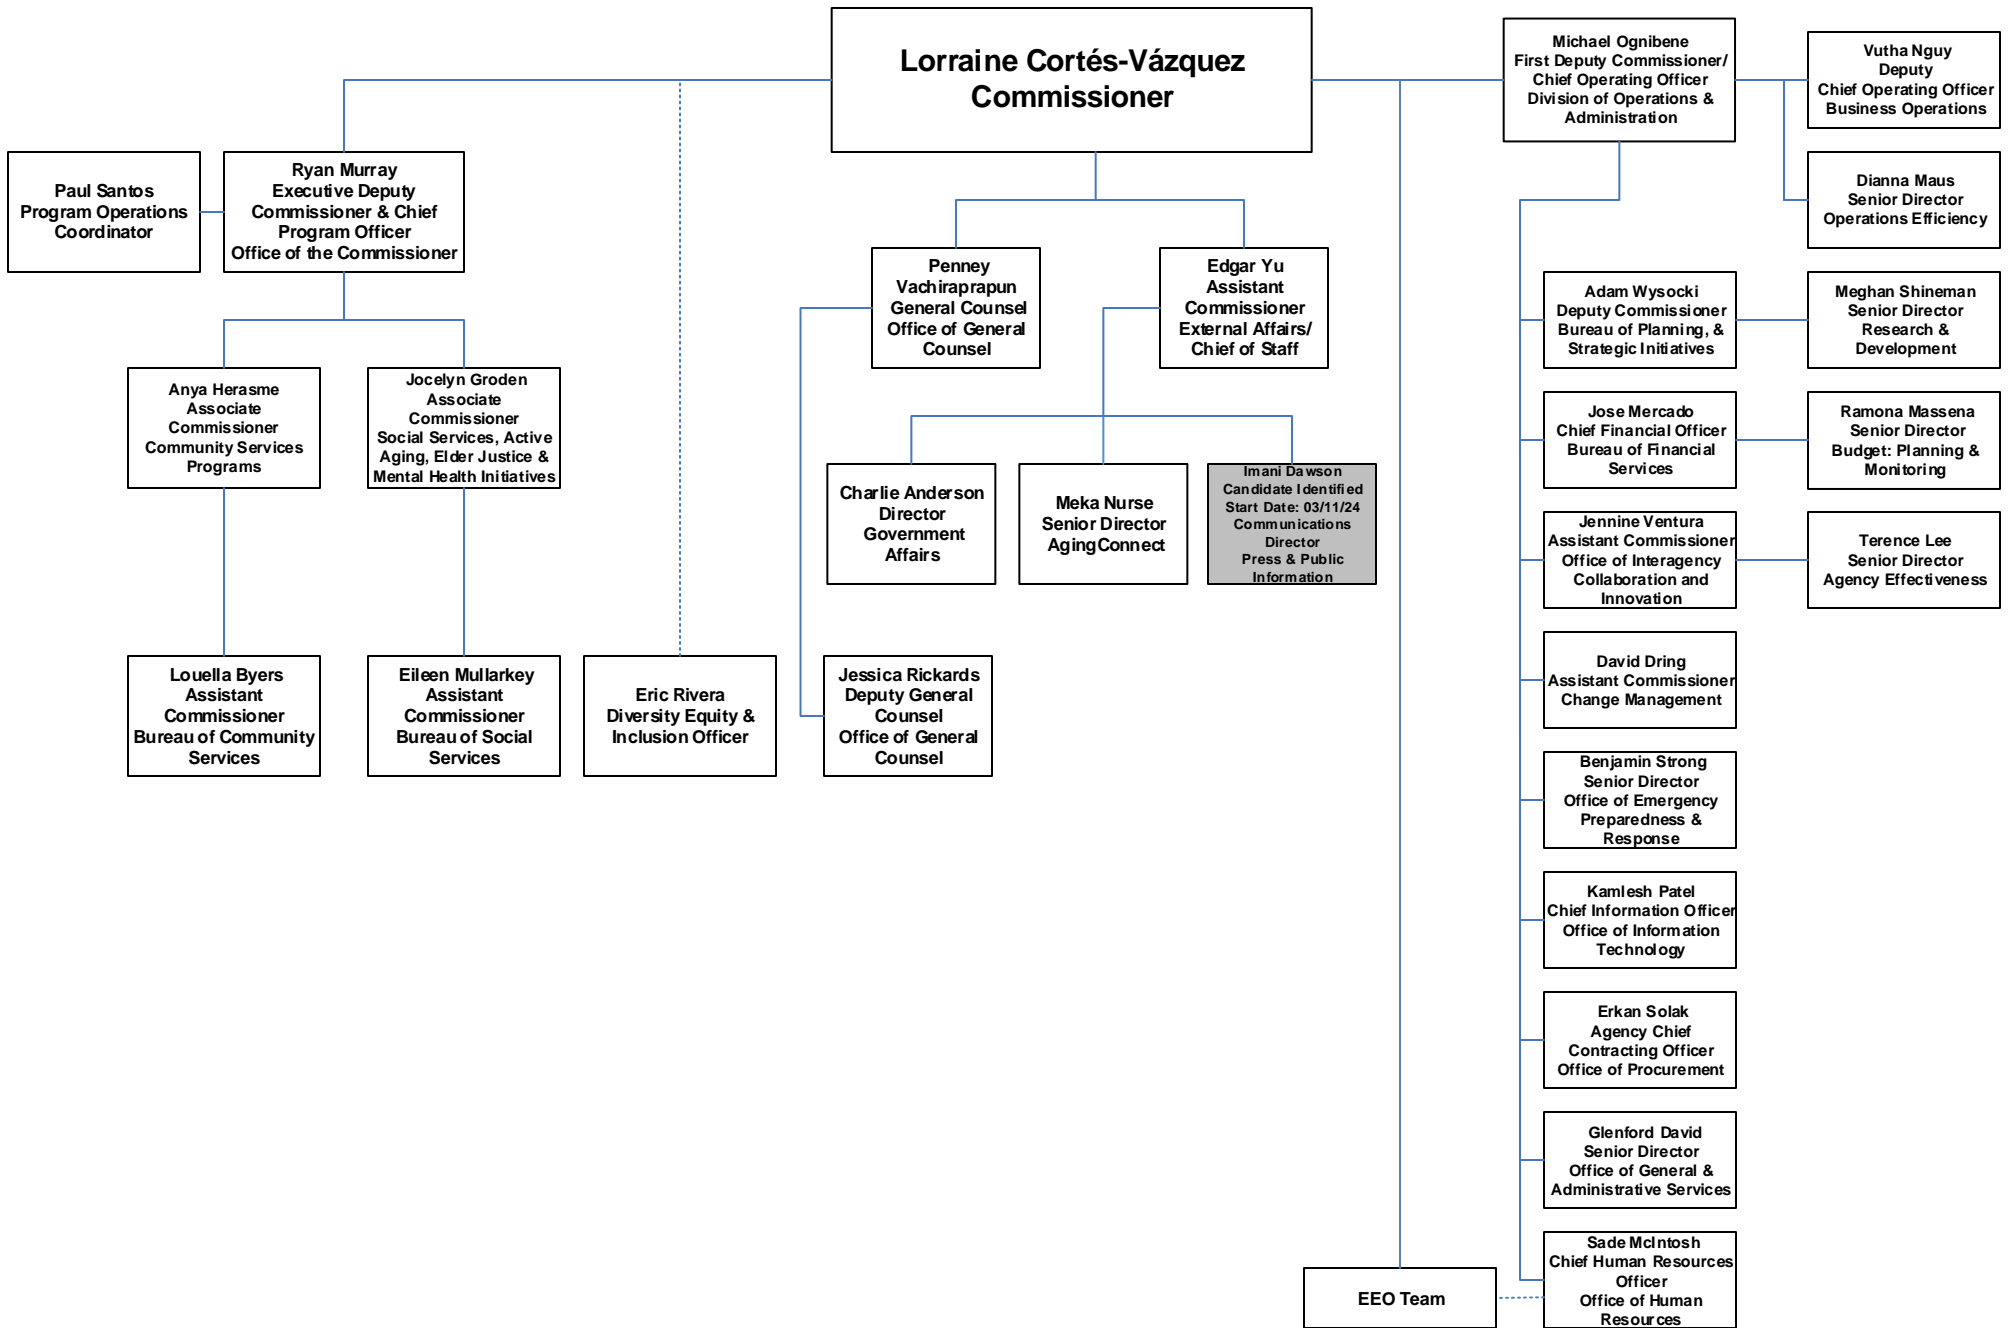 Lorraine Cortés-Vázquez
Commissioner
Michael Ognibene
First Deputy Commissioner/
Chief Operating Officer
Division of Operations &
Administration
Vutha Nguy
Deputy
Chief Operating Officer
Business Operations
Paul Santos
Program Operations
Coordinator
Ryan Murray
Executive Deputy
Commissioner & Chief
Program Officer
Office of the Commissioner
Dianna Maus
Senior Director
Operations Efficiency
Penney
Vachiraprapun
General Counsel
Office of General
Counsel
Edgar Yu
Assistant
Commissioner
External Affairs/
Chief of Staff
Adam Wysocki
Deputy Commissioner
Bureau of Planning, &
Strategic Initiatives
Meghan Shineman
Senior Director
Research &
Development
Anya Herasme
Associate
Commissioner
Community Services
Programs
Jocelyn Groden
Associate
Commissioner
Social Services, Active
Aging, Elder Justice &
Mental Health Initiatives
Jose Mercado
Chief Financial Officer
Bureau of Financial
Services
Ramona Massena
Senior Director
Budget: Planning &
Monitoring
Charlie Anderson
Director
Government
Affairs
Meka Nurse
Senior Director
AgingConnect
Imani Dawson
Candidate Identified
Start Date: 03/11/24
Communications
Director
Press & Public
Information
Jennine Ventura
Assistant Commissioner
Office of Interagency
Collaboration and
Innovation
Terence Lee
Senior Director
Agency Effectiveness
Louella Byers
Assistant
Commissioner
Bureau of Community
Services
Eileen Mullarkey
Assistant
Commissioner
Bureau of Social
Services
Eric Rivera
Diversity Equity &
Inclusion Officer
Jessica Rickards
Deputy General
Counsel
Office of General
Counsel
David Dring
Assistant Commissioner
Change Management
Benjamin Strong
Senior Director
Office of Emergency
Preparedness &
Response
Kamlesh Patel
Chief Information Officer
Office of Information
Technology
Erkan Solak
Agency Chief
Contracting Officer
Office of Procurement
Glenford David
Senior Director
Office of General &
Administrative Services
EEO Team
Sade McIntosh
Chief Human Resources
Officer
Office of Human
Resources